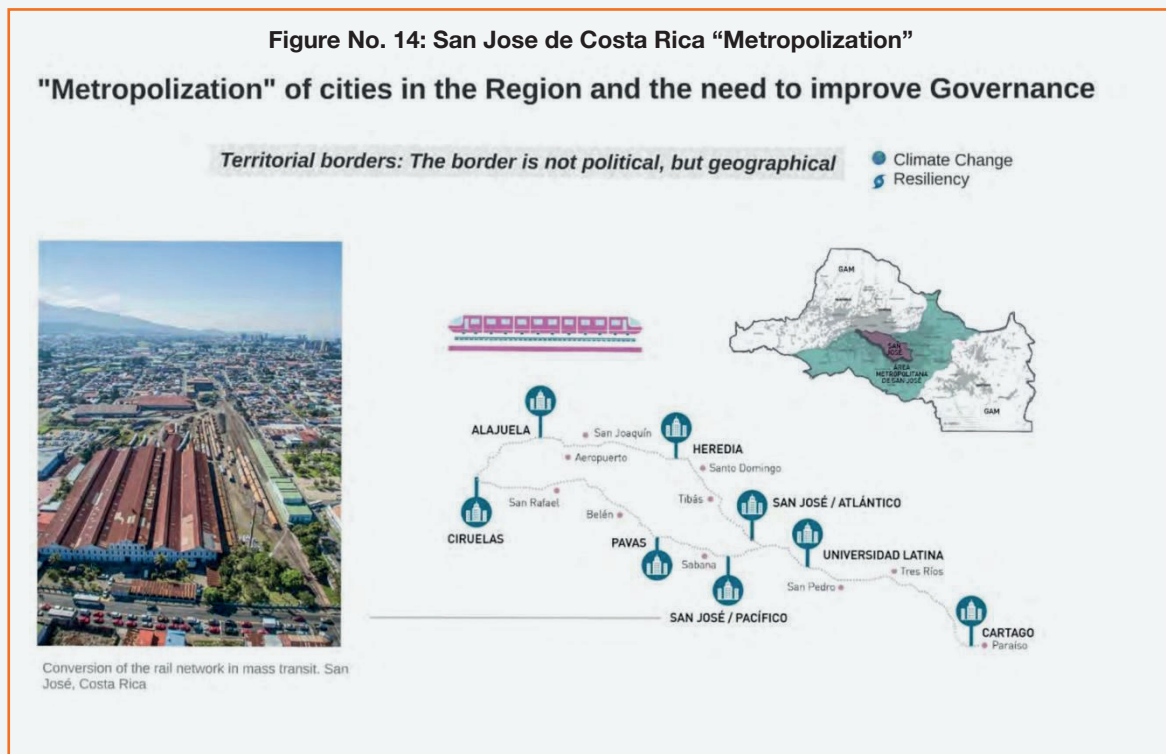 Figure No. 14: San Jose de Costa Rica “Metropolization”
"Metropolization" of cities in the Region and the need to improve Governance
Territorial borders: The border is not political, but geographical
Climate Change
Resiliency
GAM
SAN
JOSÉ
ÁREA
METROPOLITANA
DE SAN JOSÉ
GAM
ALAJUELA
San Joaquín
HEREDIA
Aeropuerto
Santo Domingo
San Rafael
Tibás
SAN JOSÉ / ATLÁNTICO
Belén
CIRUELAS
PAVAS
UNIVERSIDAD LATINA
Sabana
Tres Ríos
San Pedro
SAN JOSÉ / PACÍFICO
CARTAGO
Paraíso
Conversion of the rail network in mass transit. San
José, Costa Rica